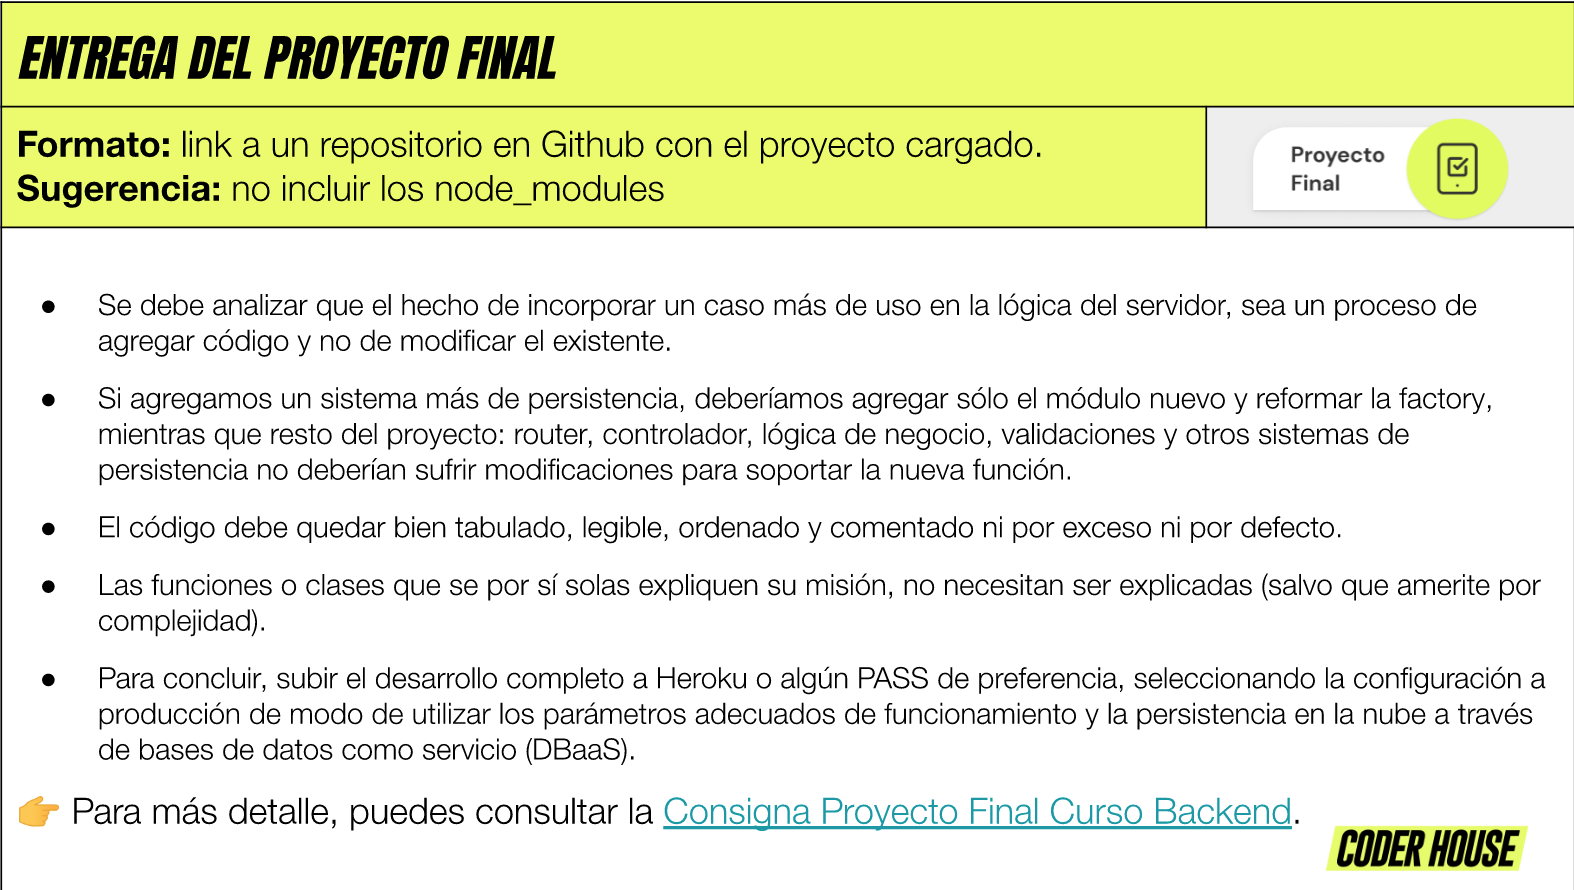 ENTREGA DEL PROYECTO FINAL
Formato: link a un repositorio en Github con el proyecto cargado.
Sugerencia: no incluir los node_modules
Proyecto
Final
● Se debe analizar que el hecho de incorporar un caso más de uso en la lógica del servidor, sea un proceso de
agregar código y no de modificar el existente.
● Si agregamos un sistema más de persistencia, deberíamos agregar sólo el módulo nuevo y reformar la factory,
mientras que resto del proyecto: router, controlador, lógica de negocio, validaciones y otros sistemas de
persistencia no deberían sufrir modificaciones para soportar la nueva función.
● El código debe quedar bien tabulado, legible, ordenado y comentado ni por exceso ni por defecto.
● Las funciones o clases que se por sí solas expliquen su misión, no necesitan ser explicadas (salvo que amerite por
complejidad).
● Para concluir, subir el desarrollo completo a Heroku o algún PASS de preferencia, seleccionando la configuración a
producción de modo de utilizar los parámetros adecuados de funcionamiento y la persistencia en la nube a través
de bases de datos como servicio (DBaaS).
👉 Para más detalle, puedes consultar la Consigna Proyecto Final Curso Backend.
CODER HOUSE